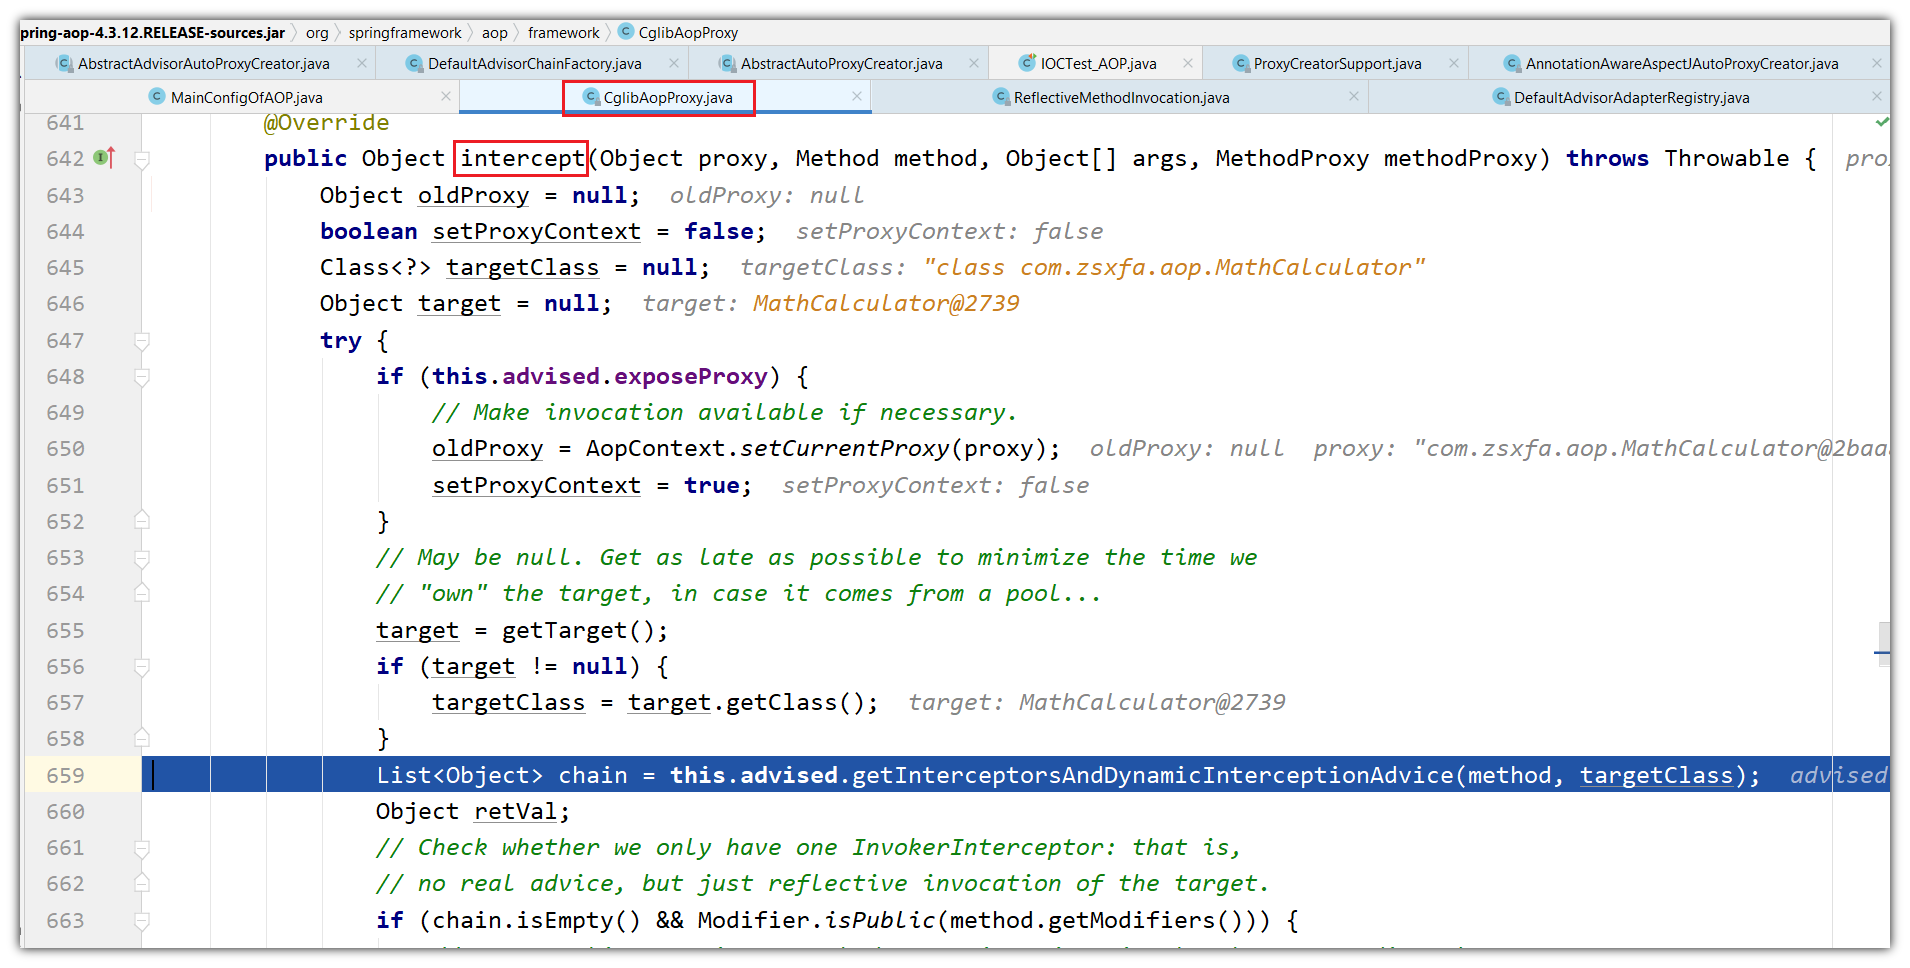 pring-aop-4.3.12.RELEASE-sources.jar org springframework aop framework CglibAopProxy
AbstractAdvisorAutoProxyCreator.java DefaultAdvisorChainFactory.java AbstractAutoProxyCreator.java IOCTest_AOP.java ProxyCreatorSupport.java AnnotationAwareAspectJAutoProxyCreator.java
MainConfigOfAOP.java CglibAopProxy.java ReflectiveMethodInvocation.java DefaultAdvisorAdapterRegistry.java
641 @Override
642 public Object intercept(Object proxy, Method method, Object[] args, MethodProxy methodProxy) throws Throwable { pro
643 Object oldProxy = null; oldProxy: null
644 boolean setProxyContext = false; setProxyContext: false
645 Class<?> targetClass = null; targetClass: "class com.zsxfa.aop.MathCalculator"
646 Object target = null; target: MathCalculator@2739
647 try {
648 if (this.advised.exposeProxy) {
649 // Make invocation available if necessary.
650 oldProxy = AopContext.setCurrentProxy(proxy); oldProxy: null proxy: "com.zsxfa.aop.MathCalculator@2baa
651 setProxyContext = true; setProxyContext: false
652 }
653 // May be null. Get as late as possible to minimize the time we
654 // "own" the target, in case it comes from a pool...
655 target = getTarget();
656 if (target != null) {
657 targetClass = target.getClass(); target: MathCalculator@2739
658 }
659 List<Object> chain = this.advised.getInterceptorsAndDynamicInterceptionAdvice(method, targetClass); advised
660 Object retVal;
661 // Check whether we only have one InvokerInterceptor: that is,
662 // no real advice, but just reflective invocation of the target.
663 if (chain.isEmpty() && Modifier.isPublic(method.getModifiers())) {